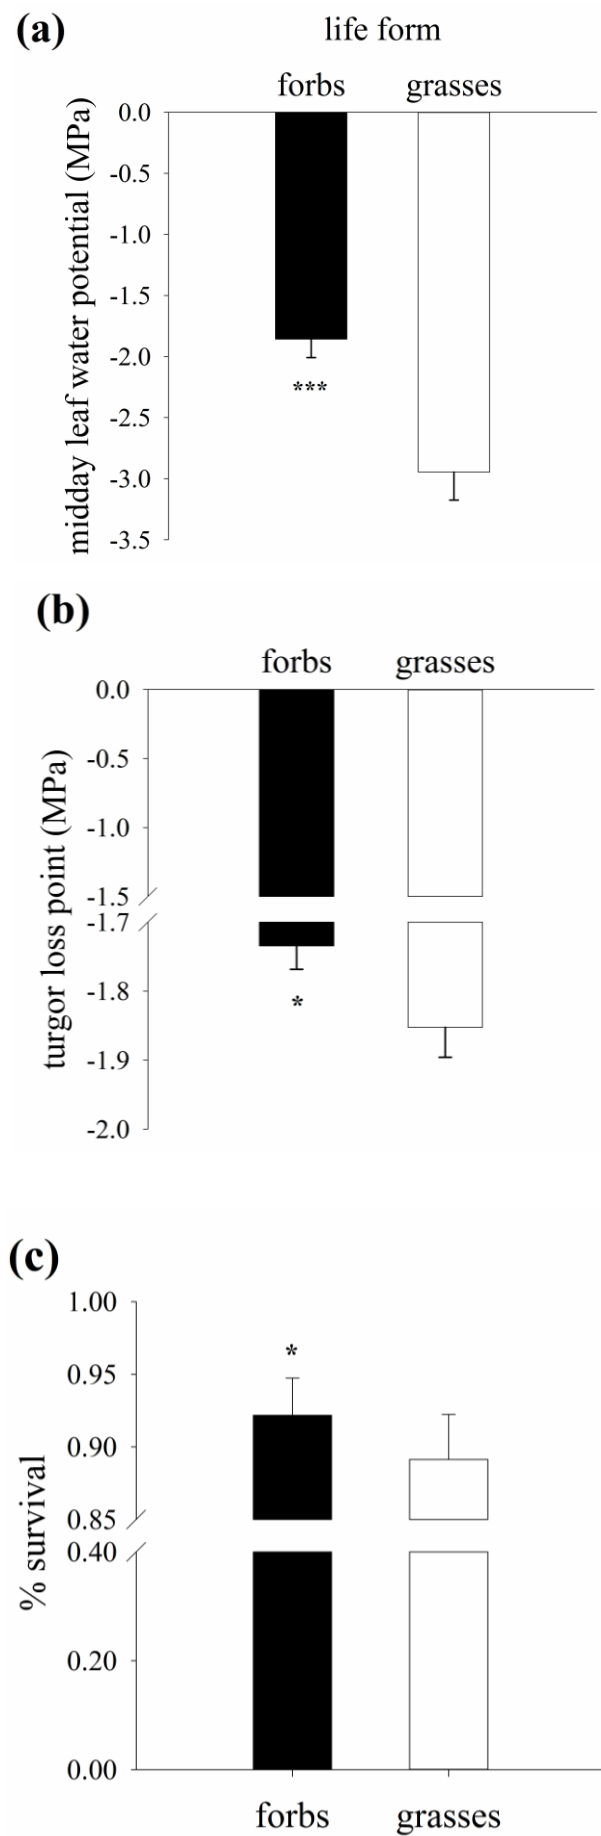 (a)
life form
forbs grasses
midday leaf water potential (MPa)
0.0
-0.5
-1.0
-1.5
-2.0
-2.5
-3.0
-3.5
***
(b)
forbs grasses
turgor loss point (MPa)
0.0
-0.5
-1.0
-1.5
-1.7
-1.8
-1.9
-2.0
*
(c)
% survival
1.00
0.95
0.90
0.85
0.40
0.20
0.00
*
forbs grasses